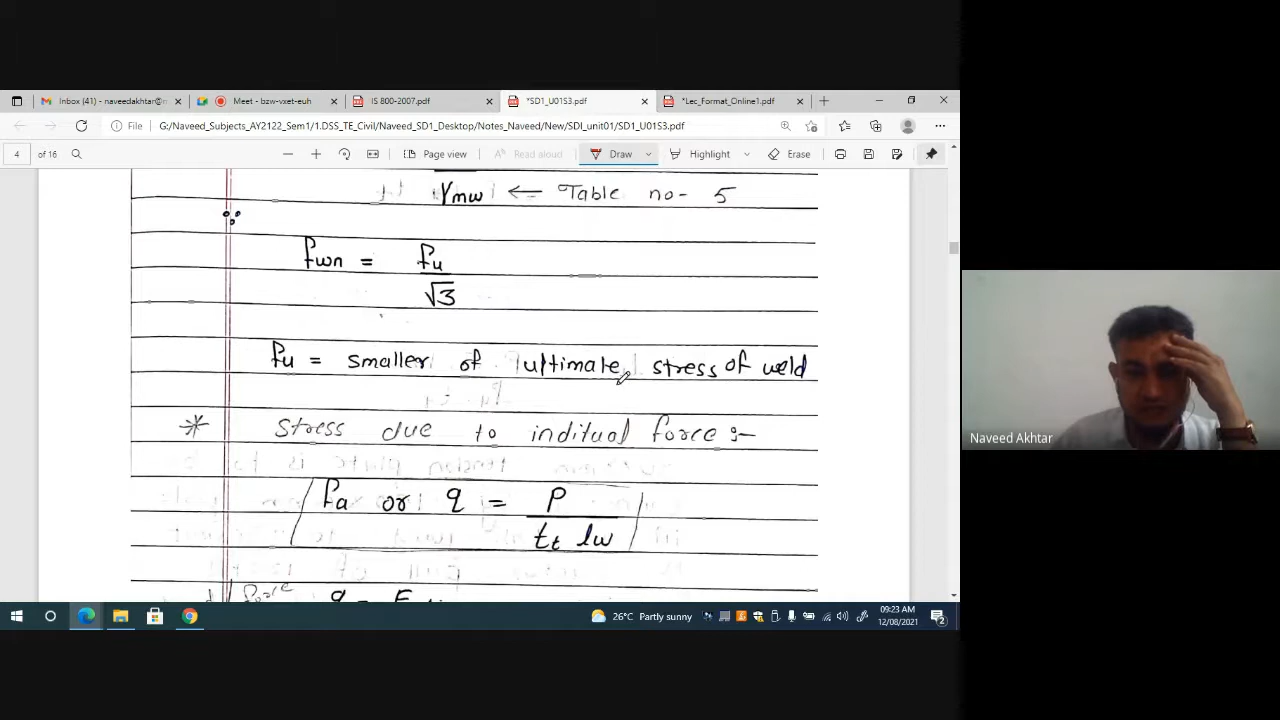 Inbox (41) - naveedakhtar@
Meet - bzw-vxet-euh
IS 800-2007.pdf
*SD1_U01S3.pdf
*Lec_Format_Online1.pdf
File
G:/Naveed_Subjects_AY2122_Sem1/1.DSS_TE_Civil/Naveed_SD1_Desktop/Notes_Naveed/New/SDI_unit01/SD1_U01S3.pdf
4 of 16
Page view
Read aloud
Draw
Highlight
Erase
γmw ← Table no- 5
fwn = fu
√3
fu = smaller of ultimate stress of weld
* Stress due to inditual force :-
fa or q = P
tt lw
force
Naveed Akhtar
26°C Partly sunny
09:23 AM
12/08/2021
2